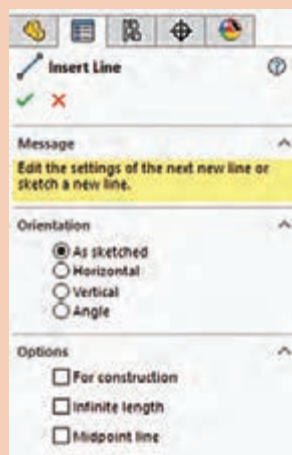 Insert Line
Message
Edit the settings of the next new line or
sketch a new line.
Orientation
As sketched
Horizontal
Vertical
Angle
Options
For construction
Infinite length
Midpoint line